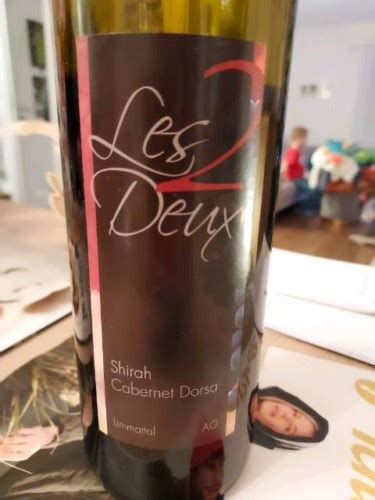 Les 2
Deux
Shirah
Cabernet Dorsa
Limmattal AG